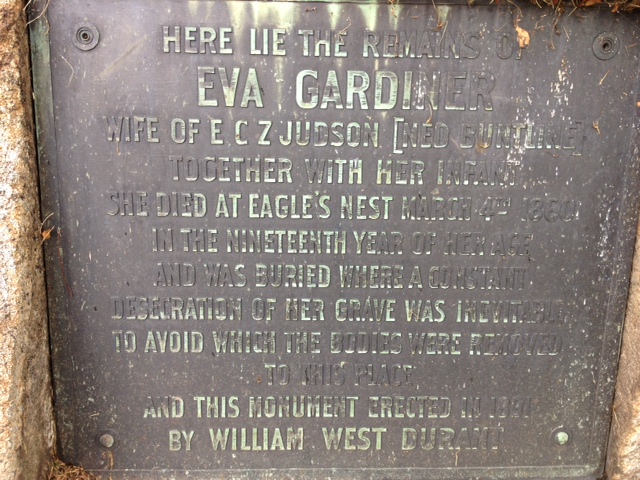 HERE LIE THE REMAINS OF
EVA GARDINER
WIFE OF E C Z JUDSON [NED BUNTLINE]
TOGETHER WITH HER INFANT
SHE DIED AT EAGLE'S NEST MARCH 4TH 1860
IN THE NINETEENTH YEAR OF HER AGE
AND WAS BURIED WHERE A CONSTANT
DESECRATION OF HER GRAVE WAS INEVITABLE
TO AVOID WHICH THE BODIES WERE REMOVED
TO THIS PLACE
AND THIS MONUMENT ERECTED IN 1891
BY WILLIAM WEST DURANT